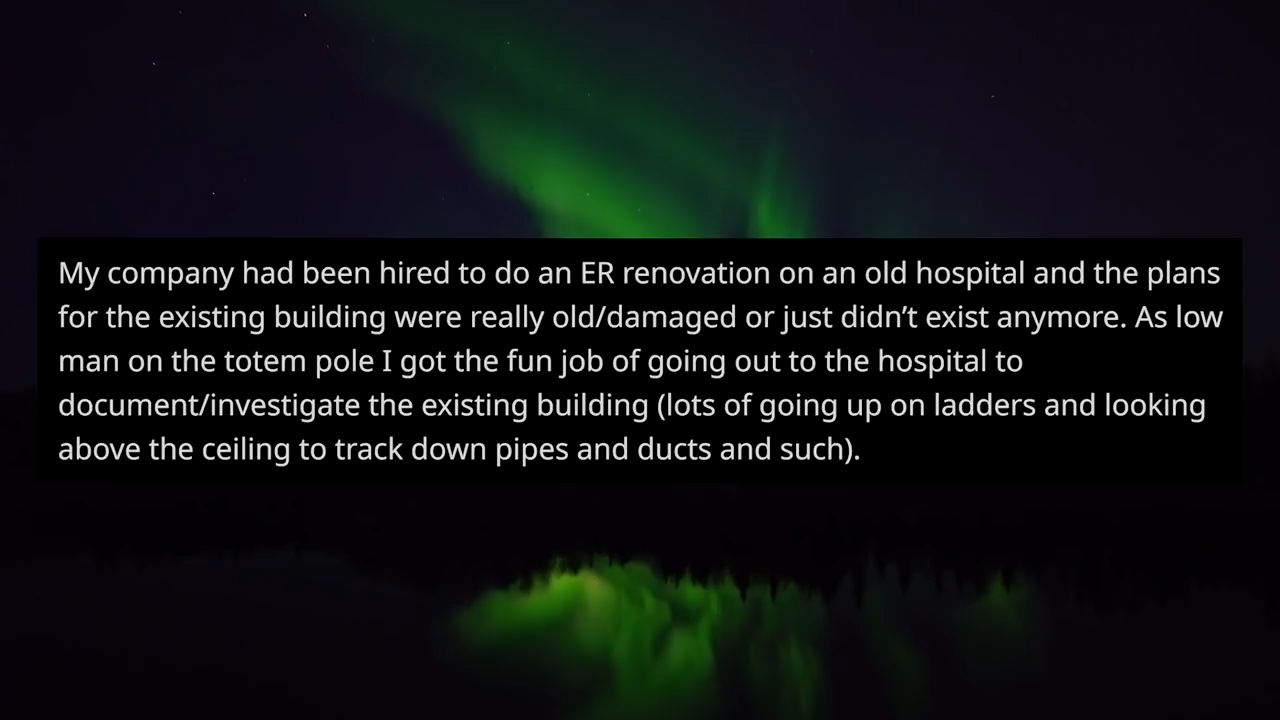 My company had been hired to do an ER renovation on an old hospital and the plans
for the existing building were really old/damaged or just didn’t exist anymore. As low
man on the totem pole I got the fun job of going out to the hospital to
document/investigate the existing building (lots of going up on ladders and looking
above the ceiling to track down pipes and ducts and such).